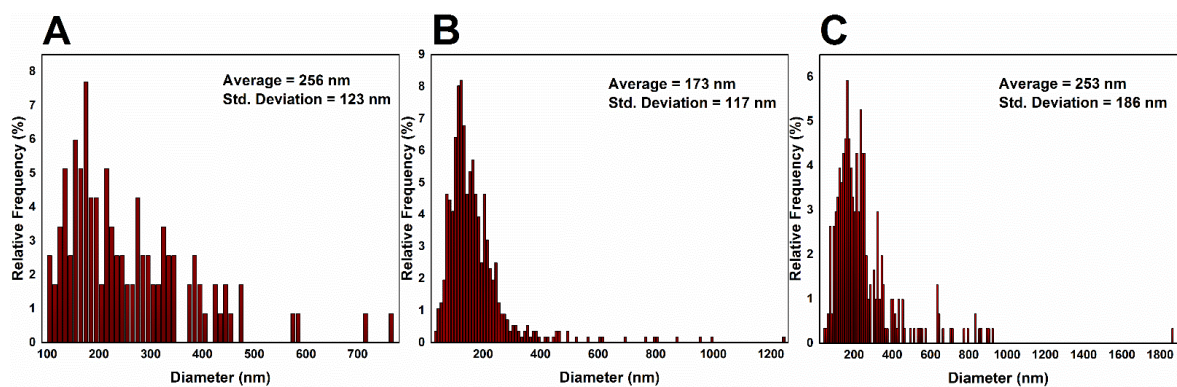 A
B
C
Average = 256 nm
Std. Deviation = 123 nm
Relative Frequency (%)
8
7
6
5
4
3
2
1
0
100 200 300 400 500 600 700
Diameter (nm)
Average = 173 nm
Std. Deviation = 117 nm
Relative Frequency (%)
9
8
7
6
5
4
3
2
1
0
200 400 600 800 1000 1200
Diameter (nm)
Average = 253 nm
Std. Deviation = 186 nm
Relative Frequency (%)
6
5
4
3
2
1
0
200 400 600 800 1000 1200 1400 1600 1800
Diameter (nm)